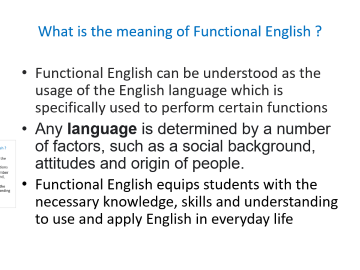 What is the meaning of Functional English ?
• Functional English can be understood as the
usage of the English language which is
specifically used to perform certain functions
• Any language is determined by a number
of factors, such as a social background,
attitudes and origin of people.
• Functional English equips students with the
necessary knowledge, skills and understanding
to use and apply English in everyday life